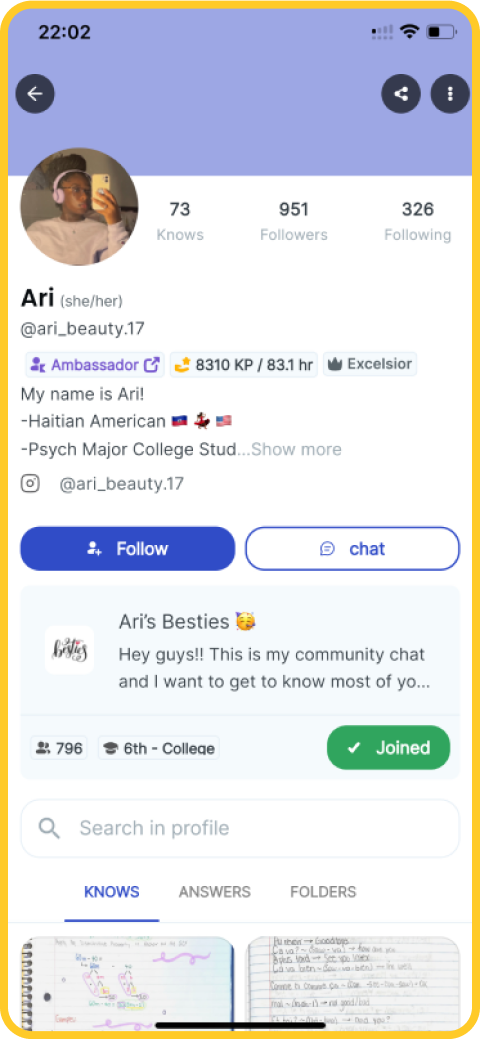 22:02
73
951
326
Knows
Followers
Following
Ari (she/her)
@ari_beauty.17
Ambassador
8310 KP / 83.1 hr
Excelsior
My name is Ari!
-Haitian American 🇭🇹 💃🏿 🇺🇸
-Psych Major College Stud...Show more
@ari_beauty.17
Follow
chat
besties
Ari’s Besties 🥳
Hey guys!! This is my community chat
and I want to get to know most of yo...
796
6th - College
Joined
Search in profile
KNOWS
ANSWERS
FOLDERS